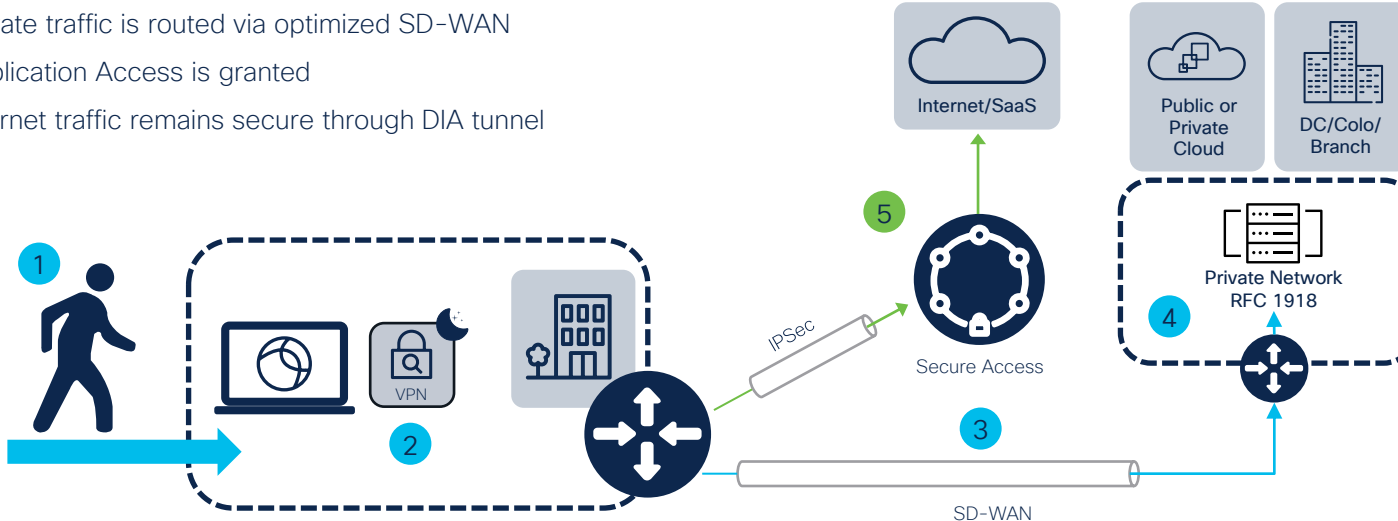 ate traffic is routed via optimized SD-WAN
plication Access is granted
rnet traffic remains secure through DIA tunnel
Internet/SaaS
Public or
Private
Cloud
DC/Colo/
Branch
5
1
Private Network
RFC 1918
4
IPSec
Secure Access
VPN
2
3
SD-WAN